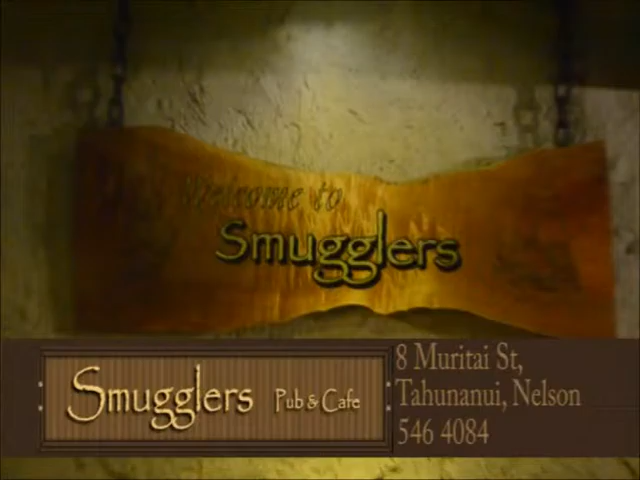 Welcome to
Smugglers
Smugglers Pub & Cafe
8 Muritai St,
Tahunanui, Nelson
546 4084